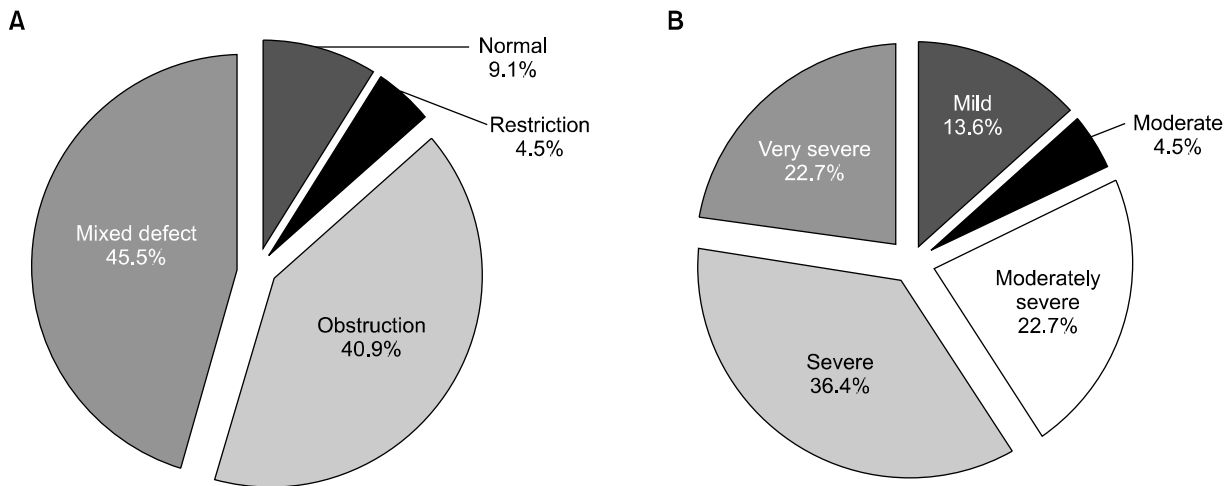 A
Normal
9.1%
Restriction
4.5%
Mixed defect
45.5%
Obstruction
40.9%
B
Mild
13.6%
Moderate
4.5%
Very severe
22.7%
Moderately
severe
22.7%
Severe
36.4%